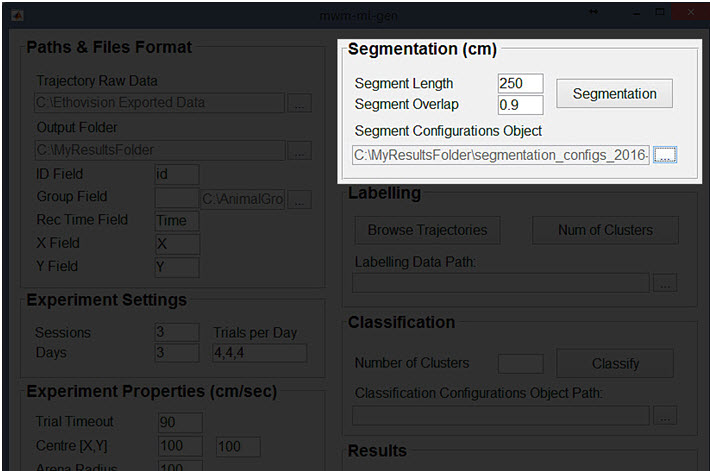 mwm-ml-gen
Paths & Files Format
Trajectory Raw Data
C:\Ethovision Exported Data ...
Output Folder
C:\MyResultsFolder ...
ID Field id
Group Field C:\AnimalGro ...
Rec Time Field Time
X Field X
Y Field Y
Experiment Settings
Sessions 3 Trials per Day
Days 3 4,4,4
Experiment Properties (cm/sec)
Trial Timeout 90
Centre [X,Y] 100 100
Arena Radius 100
Segmentation (cm)
Segment Length 250
Segment Overlap 0.9
Segmentation
Segment Configurations Object
C:\MyResultsFolder\segmentation_configs_2016- ...
Labelling
Browse Trajectories Num of Clusters
Labelling Data Path:
...
Classification
Number of Clusters Classify
Classification Configurations Object Path:
...
Results